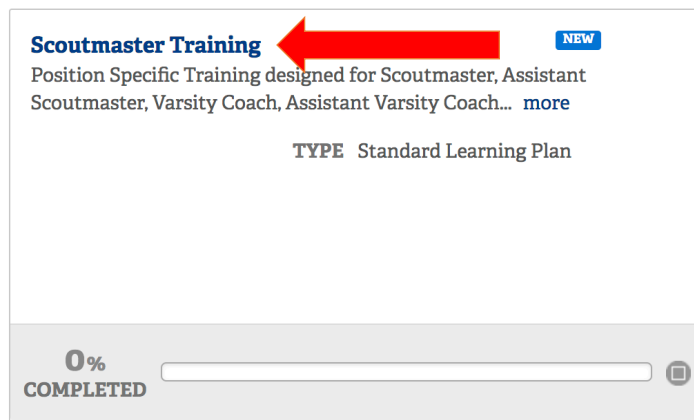 Scoutmaster Training
NEW
Position Specific Training designed for Scoutmaster, Assistant
Scoutmaster, Varsity Coach, Assistant Varsity Coach... more
TYPE Standard Learning Plan
0%
COMPLETED